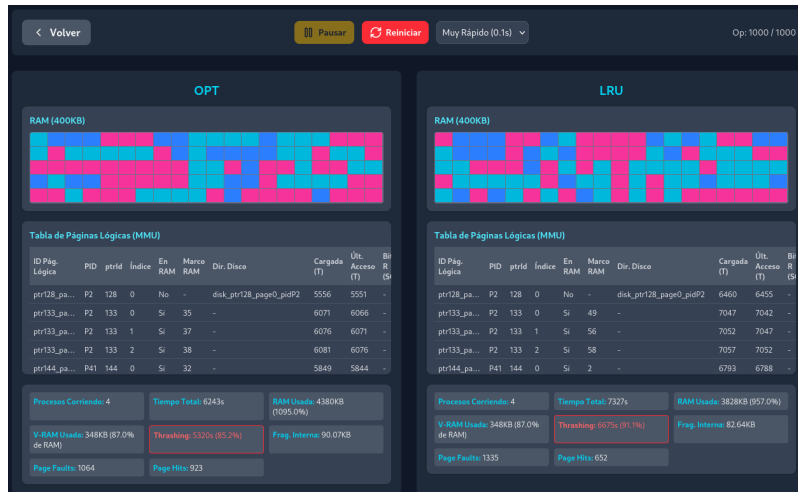 Volver
Pausar
Reiniciar
Muy Rápido (0.1s)
Op: 1000 / 1000
OPT
RAM (400KB)
Tabla de Páginas Lógicas (MMU)
ID Pág. Lógica PID ptrId Índice En RAM Marco RAM Dir. Disco Cargada (T) Últ. Acceso (T)
ptr128_pa... P2 128 0 No - disk_ptr128_page0_pidP2 5556 5551 -
ptr133_pa... P2 133 0 Sí 35 - 6071 6066 -
ptr133_pa... P2 133 1 Sí 37 - 6076 6071 -
ptr133_pa... P2 133 2 Sí 38 - 6081 6076 -
ptr144_pa... P41 144 0 Sí 32 - 5849 5844 -
Procesos Corriendo: 4
Tiempo Total: 6243s
RAM Usada: 4380KB (1095.0%)
V-RAM Usada: 348KB (87.0% de RAM)
Thrashing: 5320s (85.2%)
Frag. Interna: 90.07KB
Page Faults: 1064
Page Hits: 923
LRU
RAM (400KB)
Tabla de Páginas Lógicas (MMU)
ID Pág. Lógica PID ptrId Índice En RAM Marco RAM Dir. Disco Cargada (T) Últ. Acceso (T)
ptr128_pa... P2 128 0 No - disk_ptr128_page0_pidP2 6460 6455 -
ptr133_pa... P2 133 0 Sí 49 - 7047 7042 -
ptr133_pa... P2 133 1 Sí 56 - 7052 7047 -
ptr133_pa... P2 133 2 Sí 58 - 7057 7052 -
ptr144_pa... P41 144 0 Sí 2 - 6793 6788 -
Procesos Corriendo: 4
Tiempo Total: 7327s
RAM Usada: 3828KB (957.0%)
V-RAM Usada: 348KB (87.0% de RAM)
Thrashing: 6675s (91.1%)
Frag. Interna: 82.64KB
Page Faults: 1335
Page Hits: 652